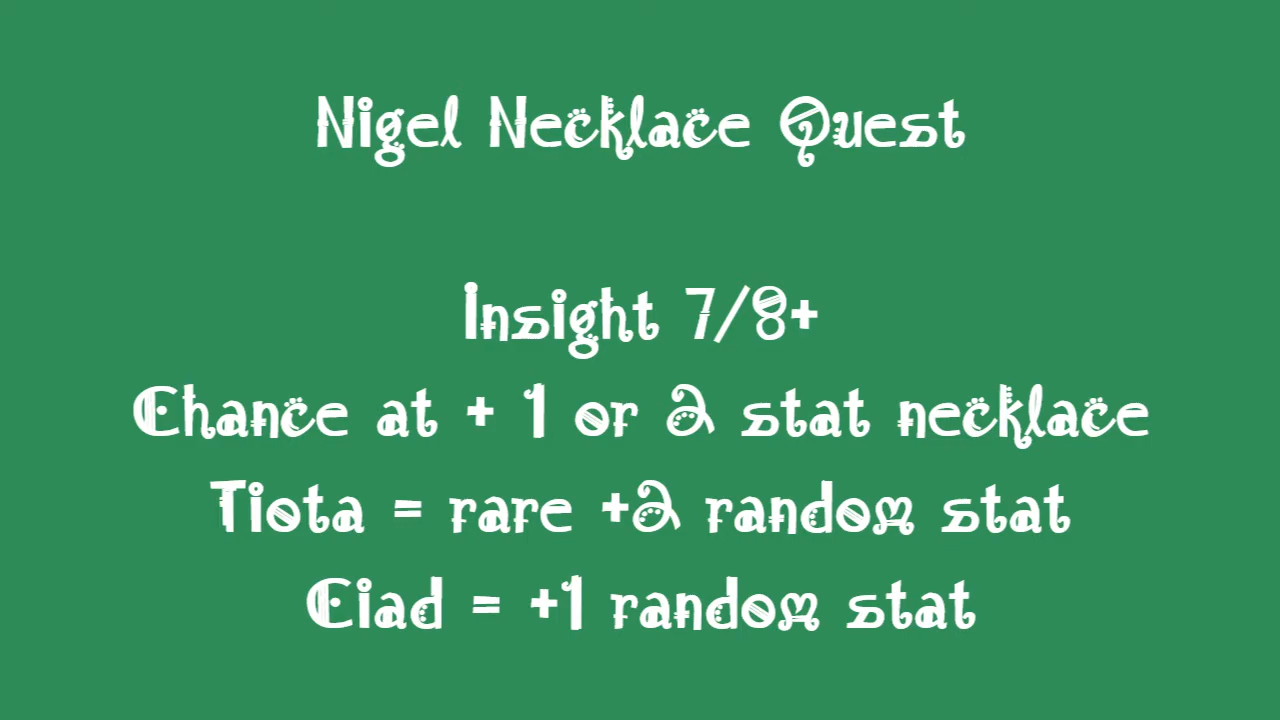 Nigel Necklace Quest
Insight 7/8+
Chance at + 1 or 2 stat necklace
Tiota = rare +2 random stat
Ciad = +1 random stat